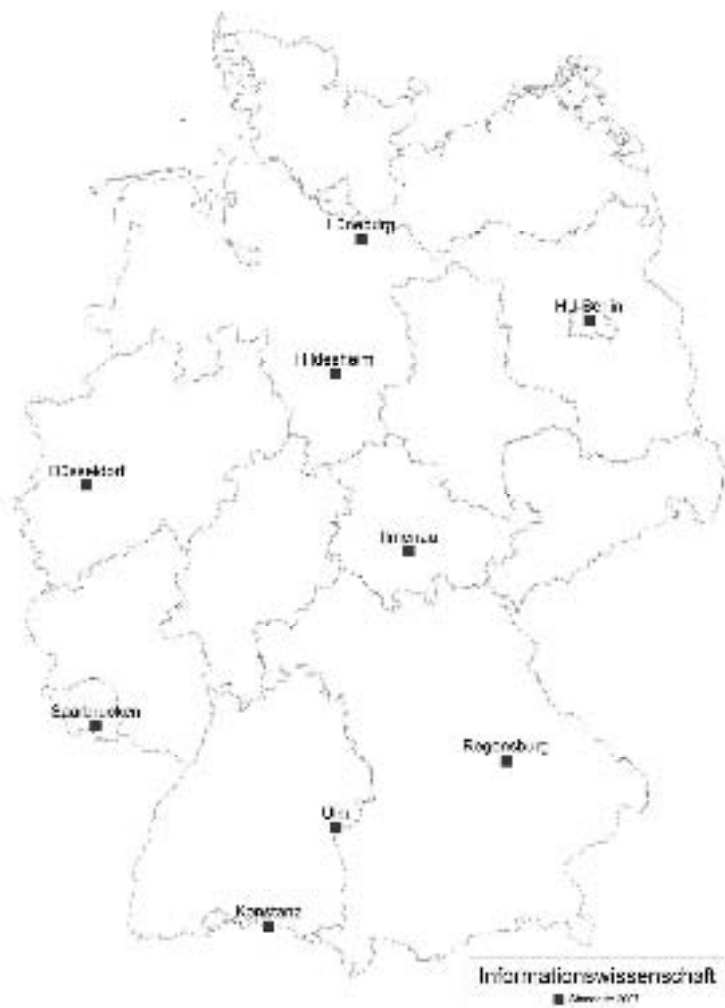 Lüneburg
HU-Berlin
Hildesheim
Düsseldorf
Ilmenau
Saarbrücken
Regensburg
Ulm
Konstanz
Informationswissenschaft